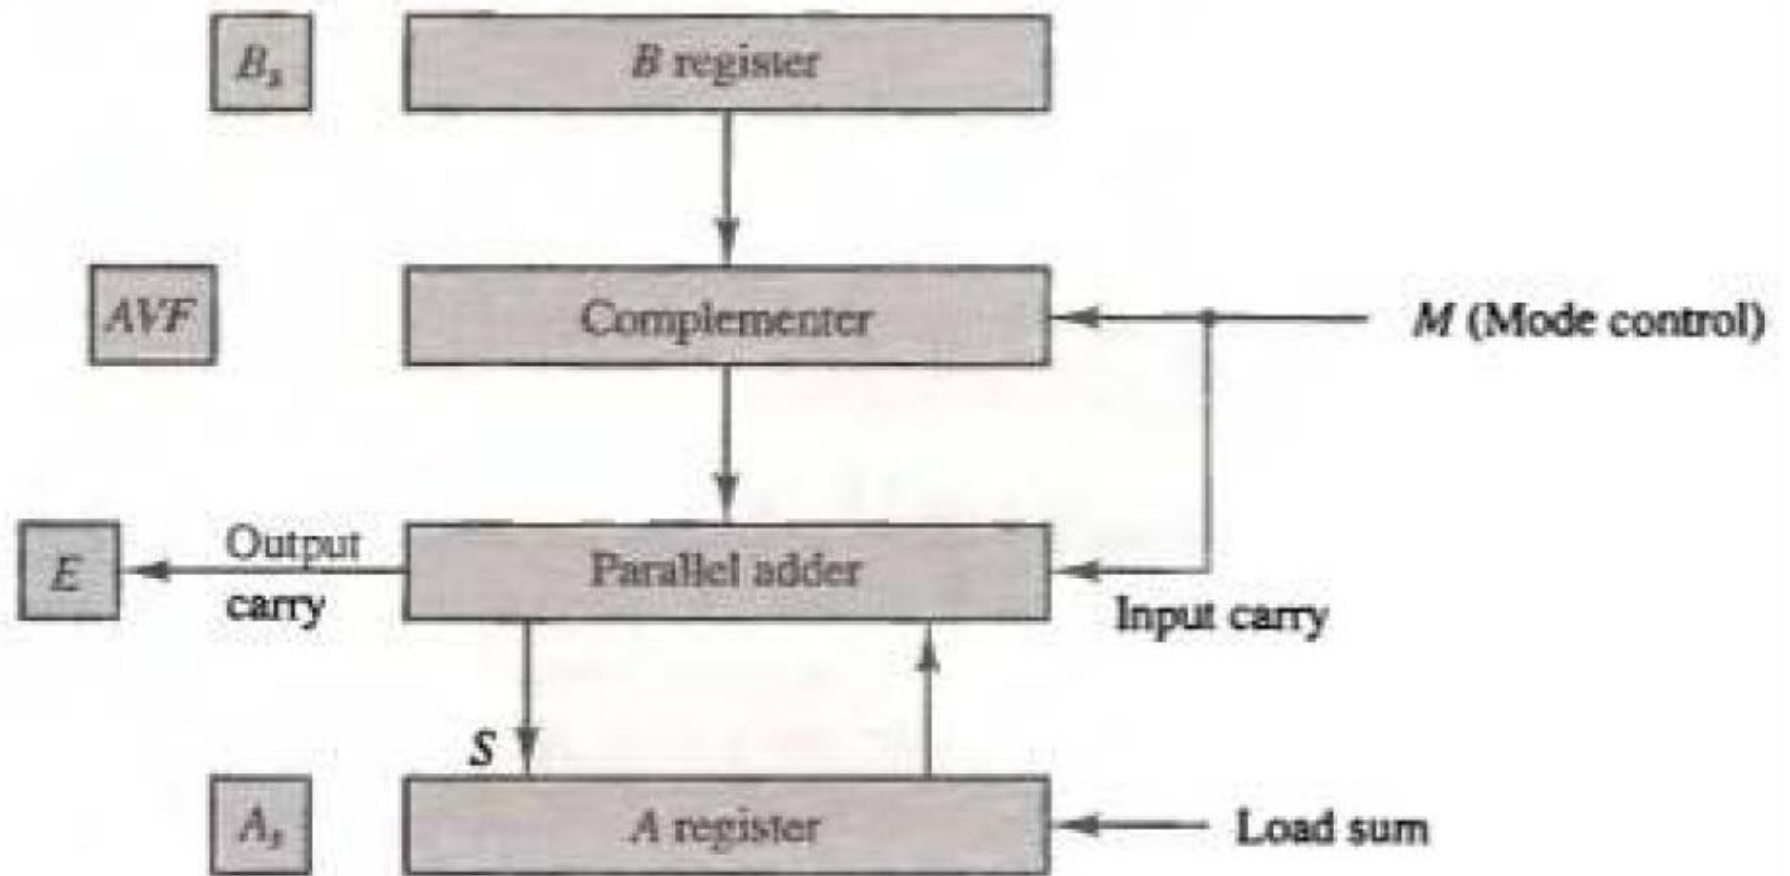 Bs
B register
AVF
Complementer
M (Mode control)
E
Output
carry
Parallel adder
Input carry
S
As
A register
Load sum